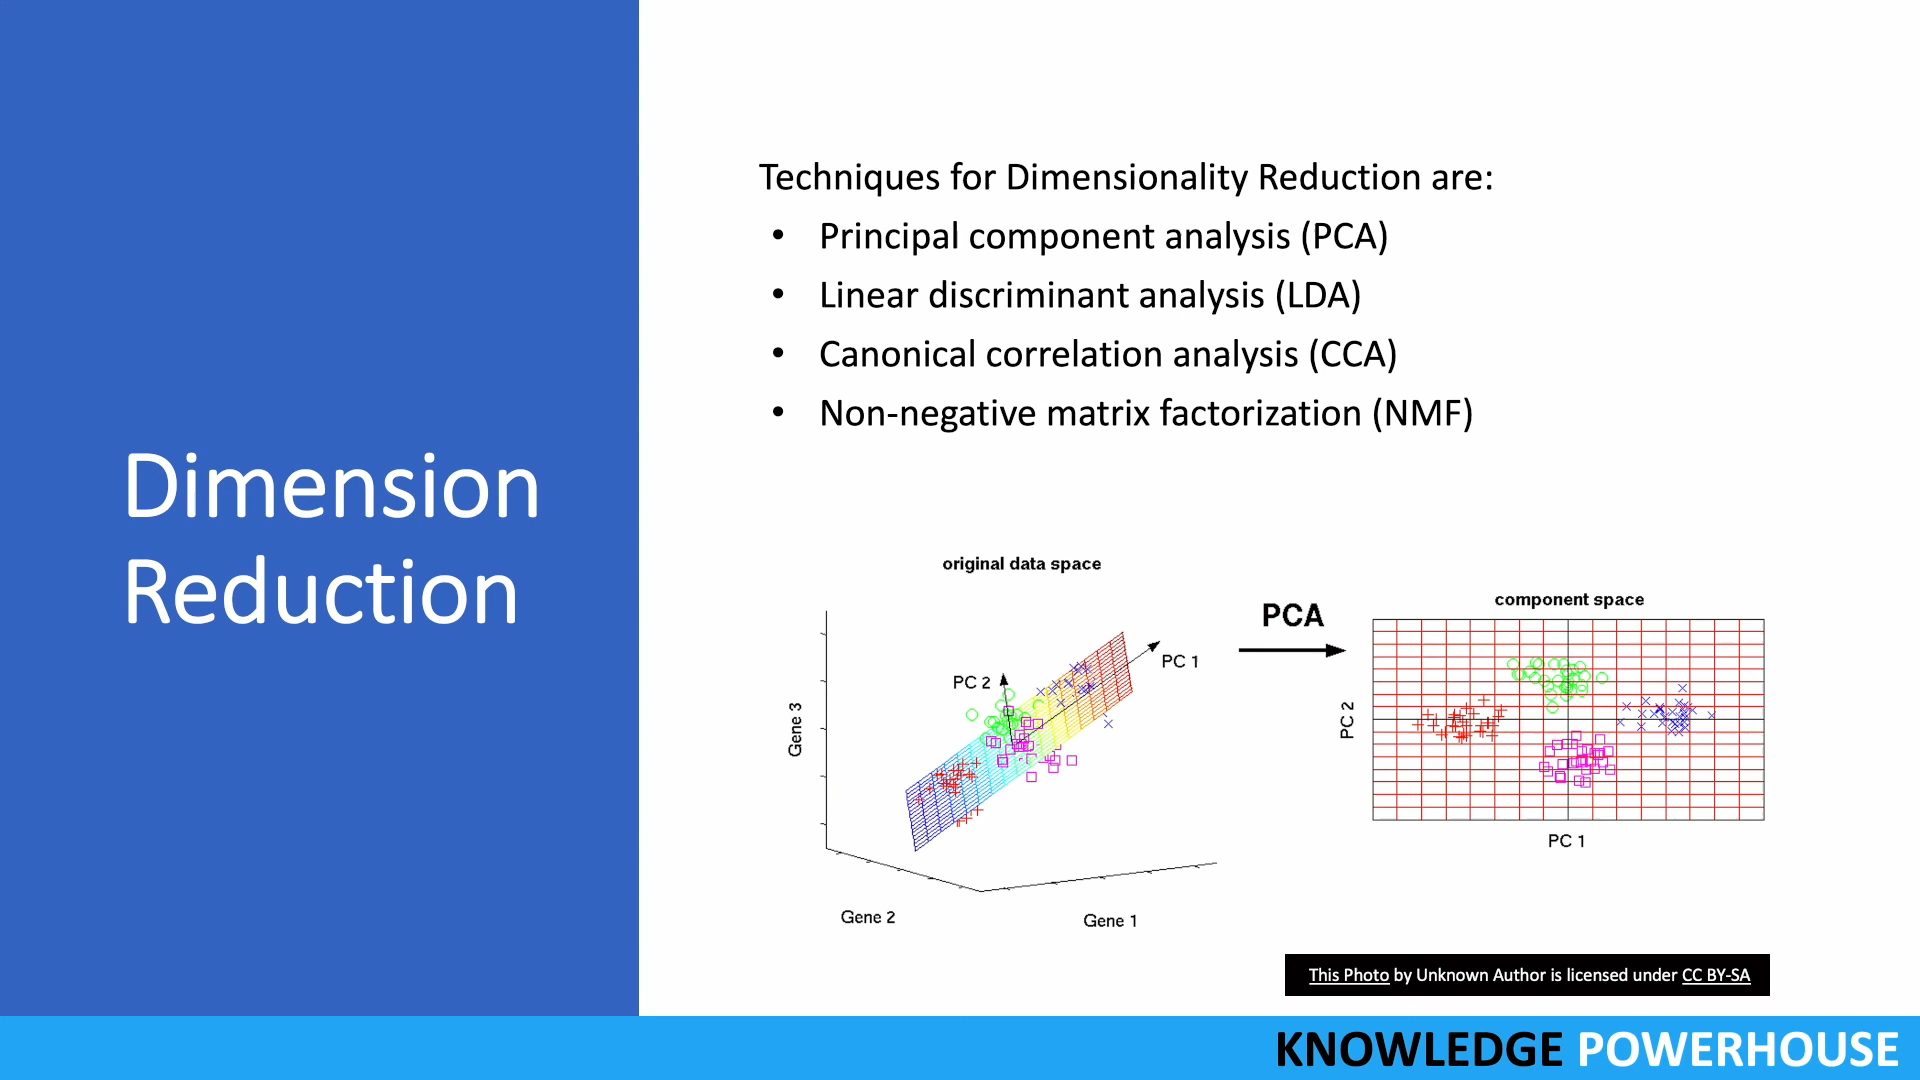 Dimension
Reduction
Techniques for Dimensionality Reduction are:
• Principal component analysis (PCA)
• Linear discriminant analysis (LDA)
• Canonical correlation analysis (CCA)
• Non-negative matrix factorization (NMF)
original data space
PC 1
PC 2
Gene 3
Gene 2
Gene 1
PCA
component space
PC 2
PC 1
This Photo by Unknown Author is licensed under CC BY-SA
KNOWLEDGE POWERHOUSE